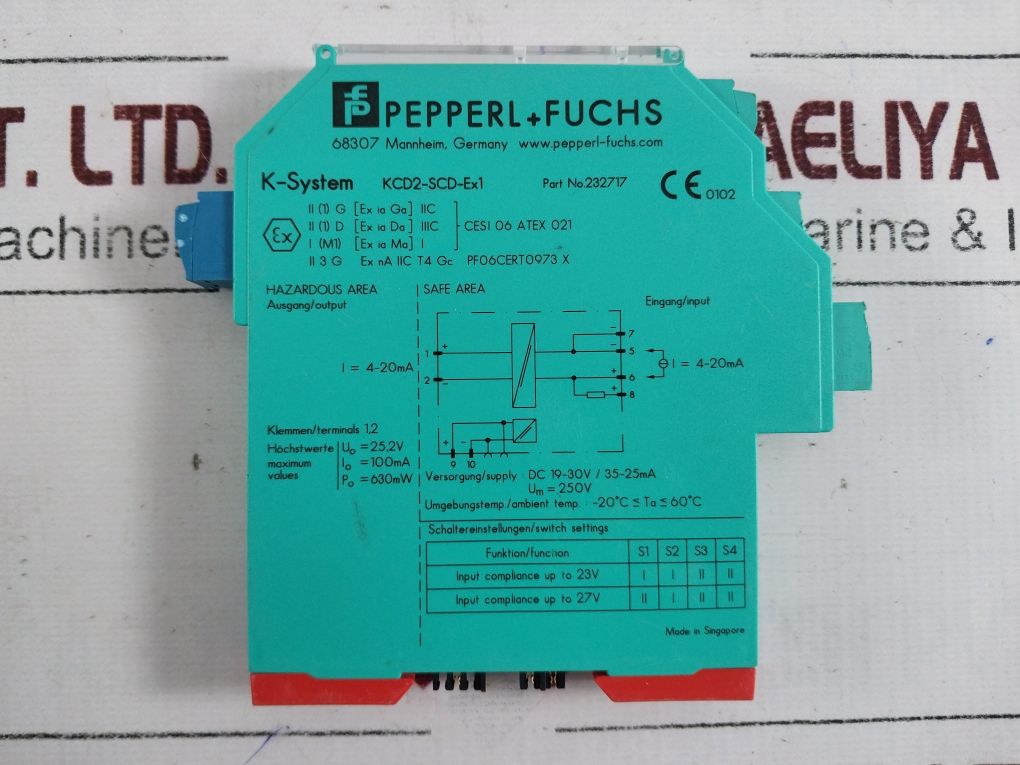 T. LTD.
AELIYA
achine
arine & I
PEPPERL+FUCHS
68307 Mannheim, Germany www.pepperl-fuchs.com
K-System KCD2-SCD-Ex1 Part No.232717 CE 0102
II (1) G [Ex ia Ga] IIC
II (1) D [Ex ia Da] IIIC CESI 06 ATEX 021
I (M1) [Ex ia Ma] I
II 3 G Ex nA IIC T4 Gc PF06CERT0973 X
Ex
HAZARDOUS AREA
Ausgang/output
SAFE AREA
Eingang/input
I = 4-20mA
1 +
2 −
− 7
− 5
+ 6
+ 8
I = 4-20mA
+ −
9 10
Klemmen/terminals 1,2
Höchstwerte
maximum
values
Uo = 25,2V
Io = 100mA
Po = 630mW
Versorgung/supply : DC 19-30V / 35-25mA
Um = 250V
Umgebungstemp./ambient temp. : -20°C ≤ Ta ≤ 60°C
Schaltereinstellungen/switch settings
Funktion/function S1 S2 S3 S4
Input compliance up to 23V I I II II
Input compliance up to 27V II I II II
Made in Singapore